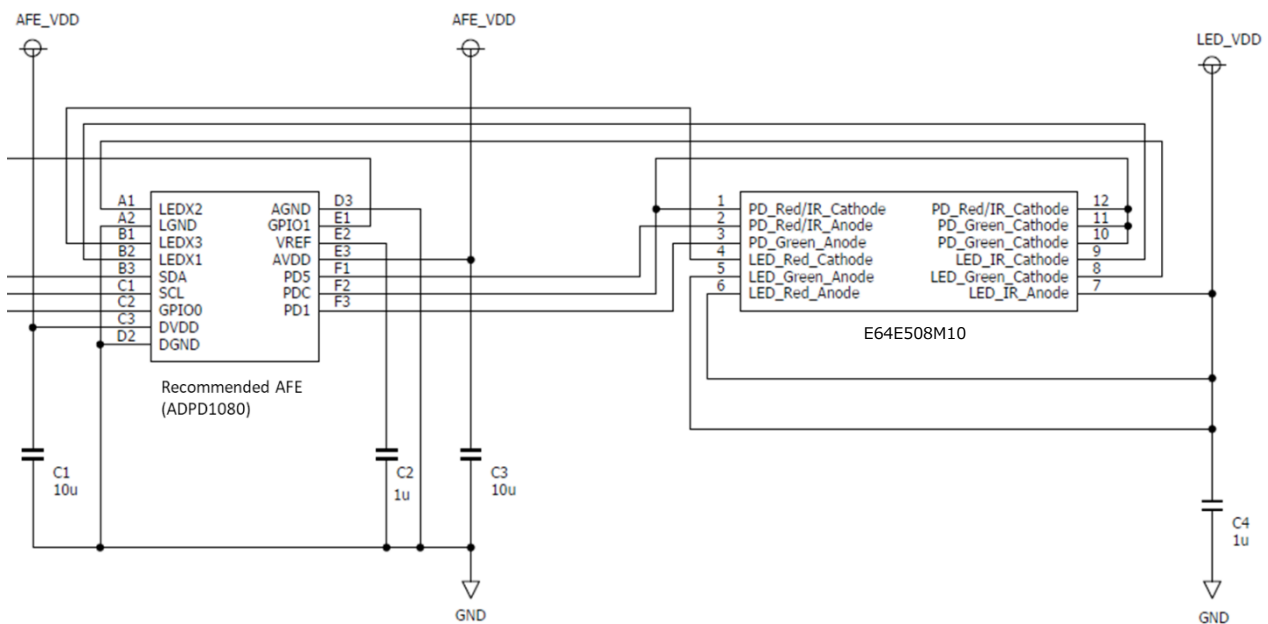 AFE_VDD
AFE_VDD
LED_VDD
A1
A2
B1
B2
B3
C1
C2
C3
D2
LEDX2
LGND
LEDX3
LEDX1
SDA
SCL
GPIO0
DVDD
DGND
AGND
GPIO1
VREF
AVDD
PD5
PDC
PD1
D3
E1
E2
E3
F1
F2
F3
Recommended AFE
(ADPD1080)
1
2
3
4
5
6
PD_Red/IR_Cathode
PD_Red/IR_Anode
PD_Green_Anode
LED_Red_Cathode
LED_Green_Anode
LED_Red_Anode
PD_Red/IR_Cathode
PD_Green_Cathode
PD_Green_Cathode
LED_IR_Cathode
LED_Green_Cathode
LED_IR_Anode
12
11
10
9
8
7
E64E508M10
C1
10u
C2
1u
C3
10u
C4
1u
GND
GND